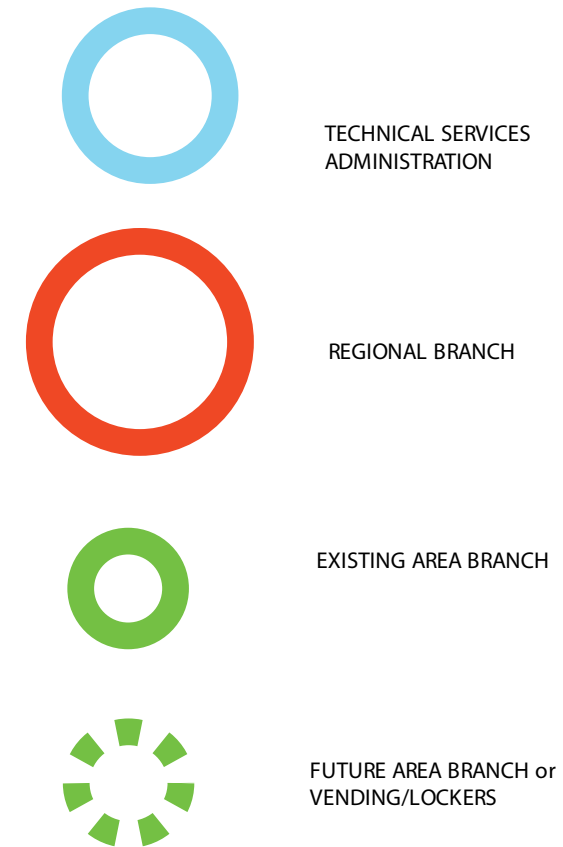 TECHNICAL SERVICES
ADMINISTRATION
REGIONAL BRANCH
EXISTING AREA BRANCH
FUTURE AREA BRANCH or
VENDING/LOCKERS